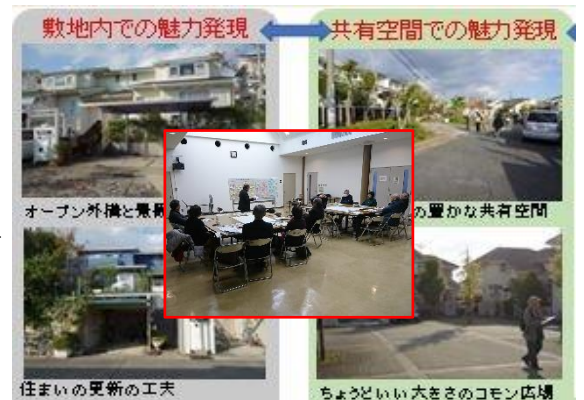 敷地内での魅力発現
共有空間での魅力発現
オープン外構と景
の豊かな共有空間
住まいの更新の工夫
ちょうどいい大きさのコモン広場